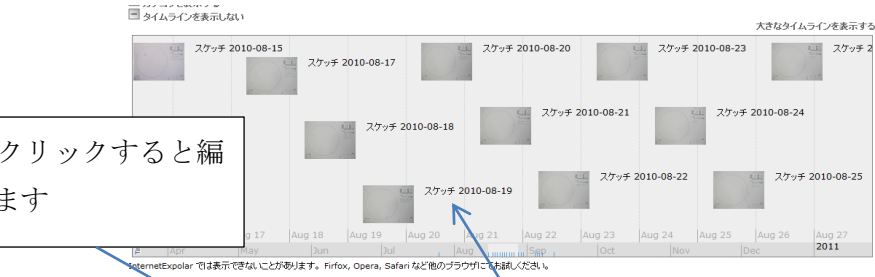 タイムラインを表示しない
大きなタイムラインを表示する
スケッチ 2010-08-15
スケッチ 2010-08-20
スケッチ 2010-08-23
スケッチ 2
スケッチ 2010-08-17
スケッチ 2010-08-21
スケッチ 2010-08-24
スケッチ 2010-08-18
クリックすると編
ます
スケッチ 2010-08-22
スケッチ 2010-08-25
スケッチ 2010-08-19
g 17 Aug 18 Aug 19 Aug 20 Aug 21 Aug 22 Aug 23 Aug 24 Aug 25 Aug 26 Aug 27
Apr May Jun Jul Aug Sep Oct Nov Dec 2011
InternetExpolar では表示できないことがあります。Firfox, Opera, Safari など他のブラウザにてお試しください。